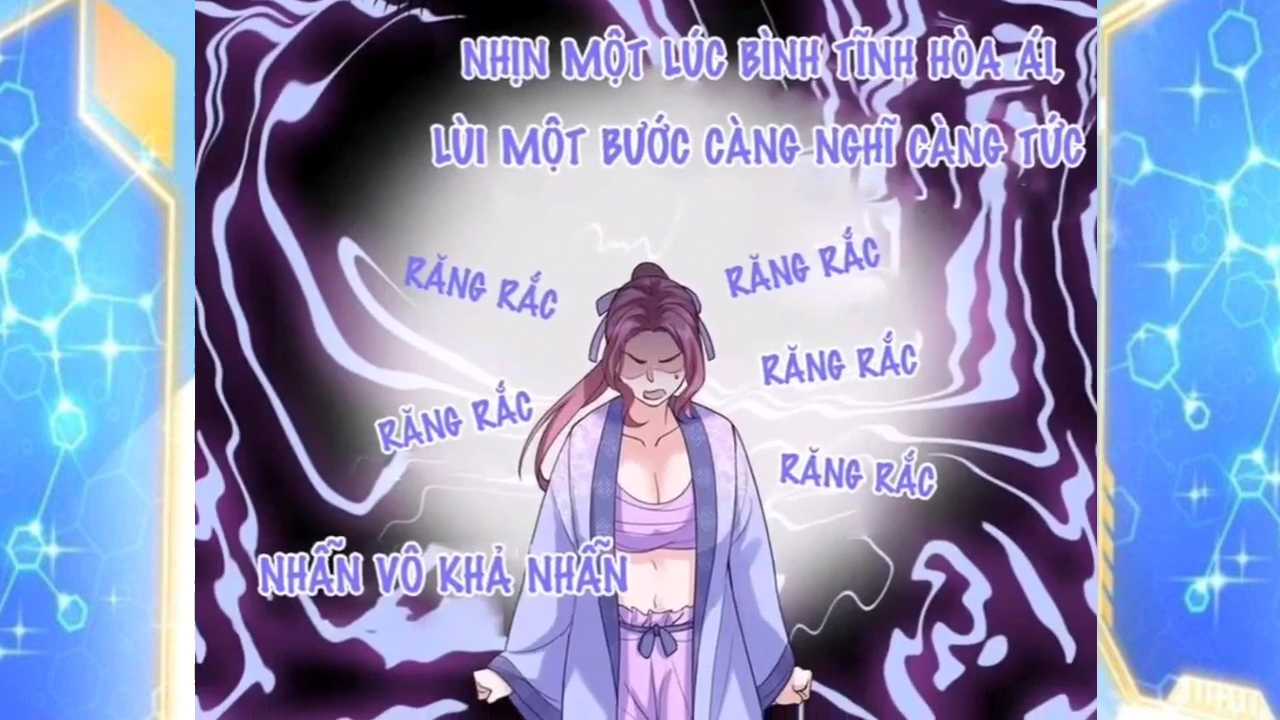 NHỊN MỘT LÚC BÌNH TĨNH HÒA ÁI,
LÙI MỘT BƯỚC CÀNG NGHĨ CÀNG TỨC
RĂNG RẮC
RĂNG RẮC
RĂNG RẮC
RĂNG RẮC
RĂNG RẮC
NHẪN VÔ KHẢ NHẪN